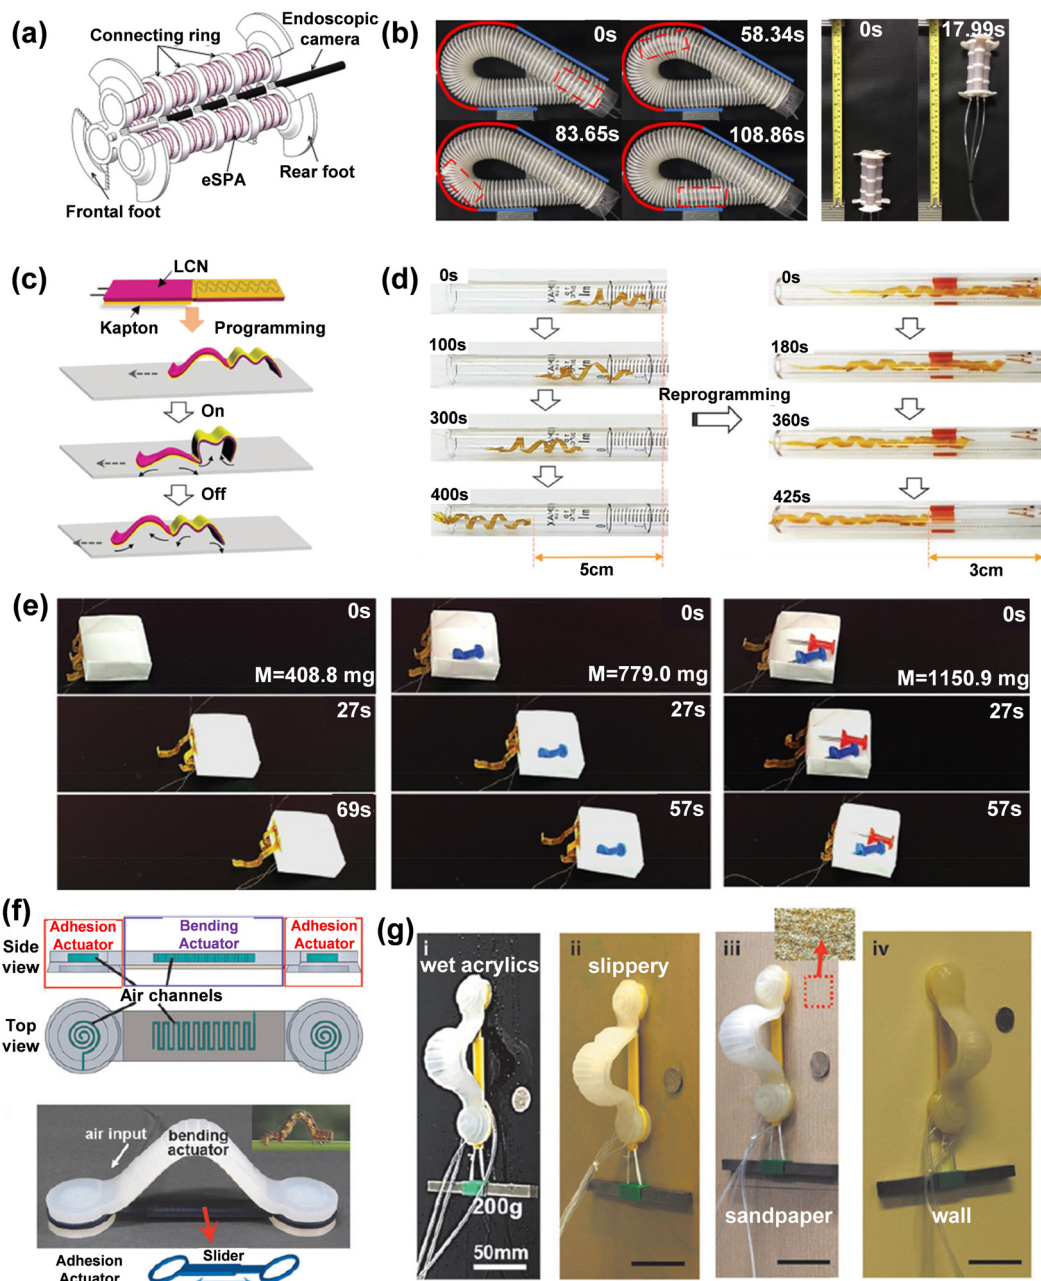 (a)
Connecting ring
Endoscopic
camera
eSPA
Rear foot
Frontal foot
(b)
0s
58.34s
83.65s
108.86s
0s
17.99s
(c)
LCN
Kapton
Programming
On
Off
(d)
0s
100s
300s
400s
5cm
Reprogramming
0s
180s
360s
425s
3cm
(e)
0s
M=408.8 mg
27s
69s
0s
M=779.0 mg
27s
57s
0s
M=1150.9 mg
27s
57s
(f)
Adhesion
Actuator
Bending
Actuator
Adhesion
Actuator
Side
view
Air channels
Top
view
air input
bending
actuator
Slider
Adhesion
Actuator
(g)
i
wet acrylics
200g
50mm
ii
slippery
iii
sandpaper
iv
wall